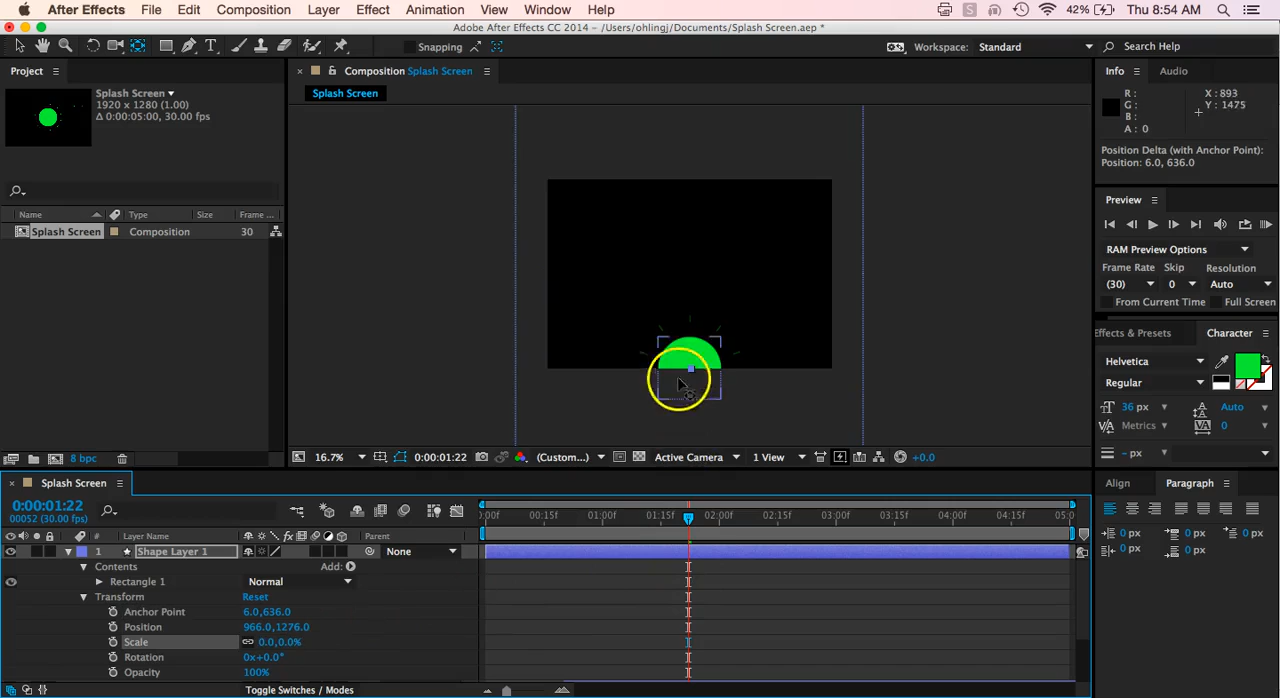 After Effects File Edit Composition Layer Effect Animation View Window Help 42% Thu 8:54 AM
Adobe After Effects CC 2014 - /Users/ohlingj/Documents/Splash Screen.aep *
Snapping Workspace: Standard Search Help
Project Composition Splash Screen Info Audio
Splash Screen
1920 x 1280 (1.00)
Δ 0:00:05:00, 30.00 fps
Splash Screen
R: X: 893
G: Y: 1475
B:
A: 0
Position Delta (with Anchor Point):
Position: 6.0, 636.0
Preview
Name Type Size Frame ...
Splash Screen Composition 30
RAM Preview Options
Frame Rate Skip Resolution
(30) 0 Auto
From Current Time Full Screen
Effects & Presets Character
Helvetica
Regular
36 px Auto
Metrics 0
- px
8 bpc
16.7% 0:00:01:22 (Custom...) Active Camera 1 View +0.0
Splash Screen Align Paragraph
0:00:01:22
00052 (30.00 fps)
:00f 00:15f 01:00f 01:15f 02:00f 02:15f 03:00f 03:15f 04:00f 04:15f 05:0
# Layer Name fx Parent
1 Shape Layer 1 None
Contents Add:
Rectangle 1 Normal
Transform Reset
Anchor Point 6.0,636.0
Position 966.0,1276.0
Scale 0.0,0.0%
Rotation 0x+0.0°
Opacity 100%
Toggle Switches / Modes
0 px 0 px 0 px
0 px 0 px